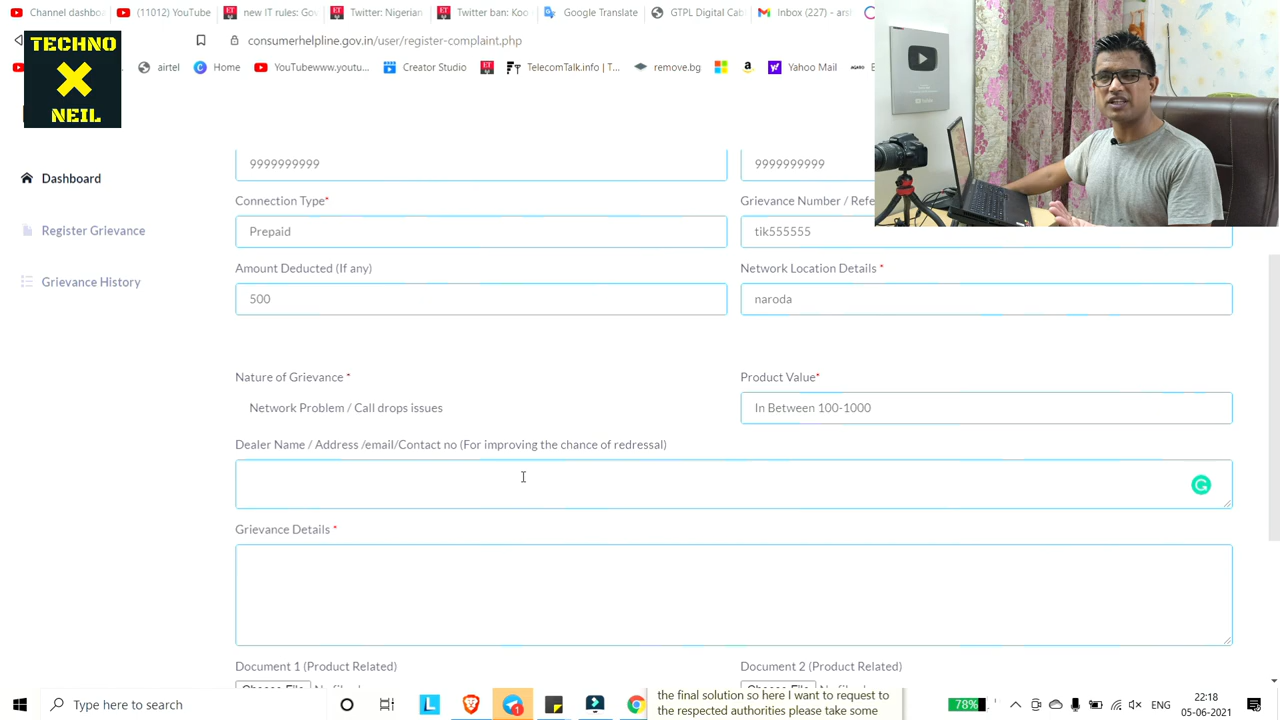 Channel dashboa
(11012) YouTube
new IT rules: Gov
Twitter: Nigerian
Twitter ban: Koo
Google Translate
GTPL Digital Cab
Inbox (227) - ars
consumerhelpline.gov.in/user/register-complaint.php
TECHNO
X
NEIL
airtel
Home
YouTubewww.youtu...
Creator Studio
TelecomTalk.info | T...
remove.bg
Yahoo Mail
9999999999
9999999999
Dashboard
Connection Type*
Grievance Number / Refe
Register Grievance
Prepaid
tik555555
Amount Deducted (If any)
Network Location Details *
Grievance History
500
naroda
Nature of Grievance *
Product Value*
Network Problem / Call drops issues
In Between 100-1000
Dealer Name / Address /email/Contact no (For improving the chance of redressal)
Grievance Details *
Document 1 (Product Related)
Document 2 (Product Related)
the final solution so here I want to request to
the respected authorities please take some
Type here to search
78%
ENG
22:18
05-06-2021